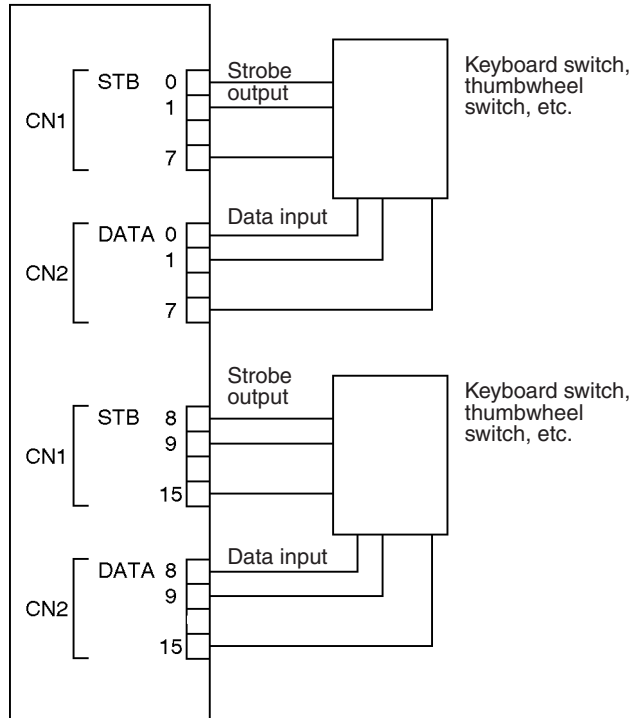 STB 0
1
7
CN1
Strobe
output
Keyboard switch,
thumbwheel
switch, etc.
DATA 0
1
7
CN2
Data input
STB 8
9
15
CN1
Strobe
output
Keyboard switch,
thumbwheel
switch, etc.
DATA 8
9
15
CN2
Data input